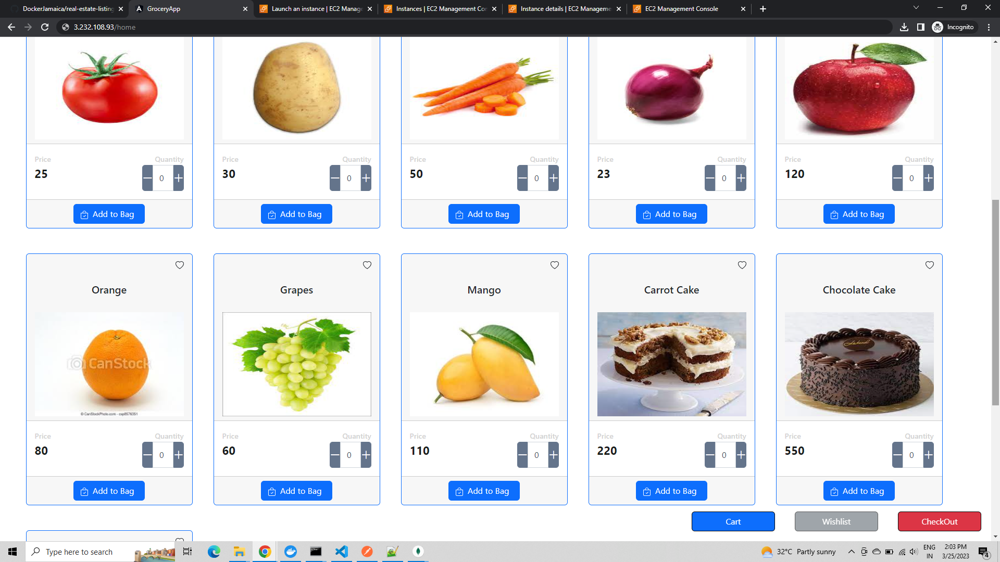 DockerJamaica/real-estate-listing
GroceryApp
Launch an instance | EC2 Manage
Instances | EC2 Management Cor
Instance details | EC2 Manageme
EC2 Management Console
3.232.108.93/home
Incognito
Price Quantity
25 0
Price Quantity
30 0
Price Quantity
50 0
Price Quantity
23 0
Price Quantity
120 0
Add to Bag
Add to Bag
Add to Bag
Add to Bag
Add to Bag
Orange
Grapes
Mango
Carrot Cake
Chocolate Cake
CanStock
© CanStockPhoto.com - csp8576351
Price Quantity
80 0
Price Quantity
60 0
Price Quantity
110 0
Price Quantity
220 0
Price Quantity
550 0
Add to Bag
Add to Bag
Add to Bag
Add to Bag
Add to Bag
Cart
Wishlist
CheckOut
Type here to search
32°C Partly sunny
ENG
IN
2:03 PM
3/25/2023
4